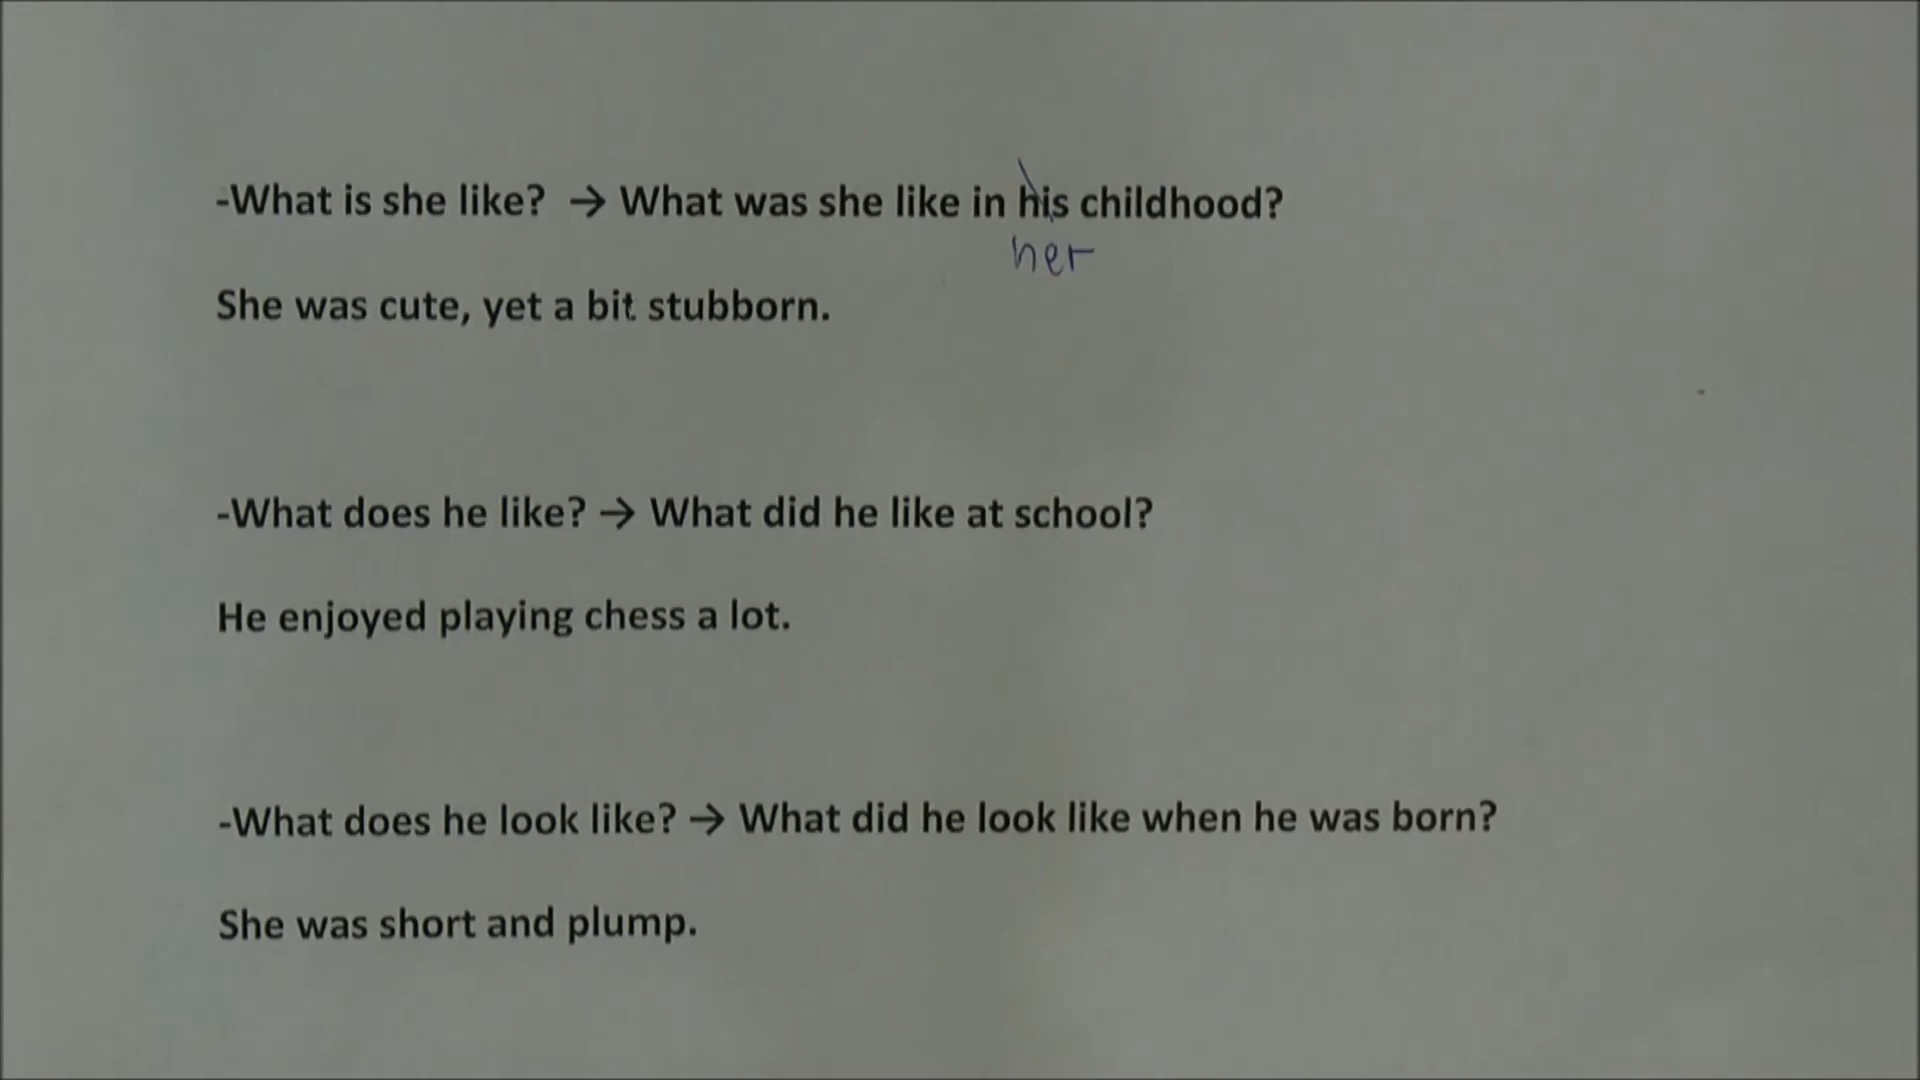 -What is she like? → What was she like in his childhood?
her
She was cute, yet a bit stubborn.
-What does he like? → What did he like at school?
He enjoyed playing chess a lot.
-What does he look like? → What did he look like when he was born?
She was short and plump.